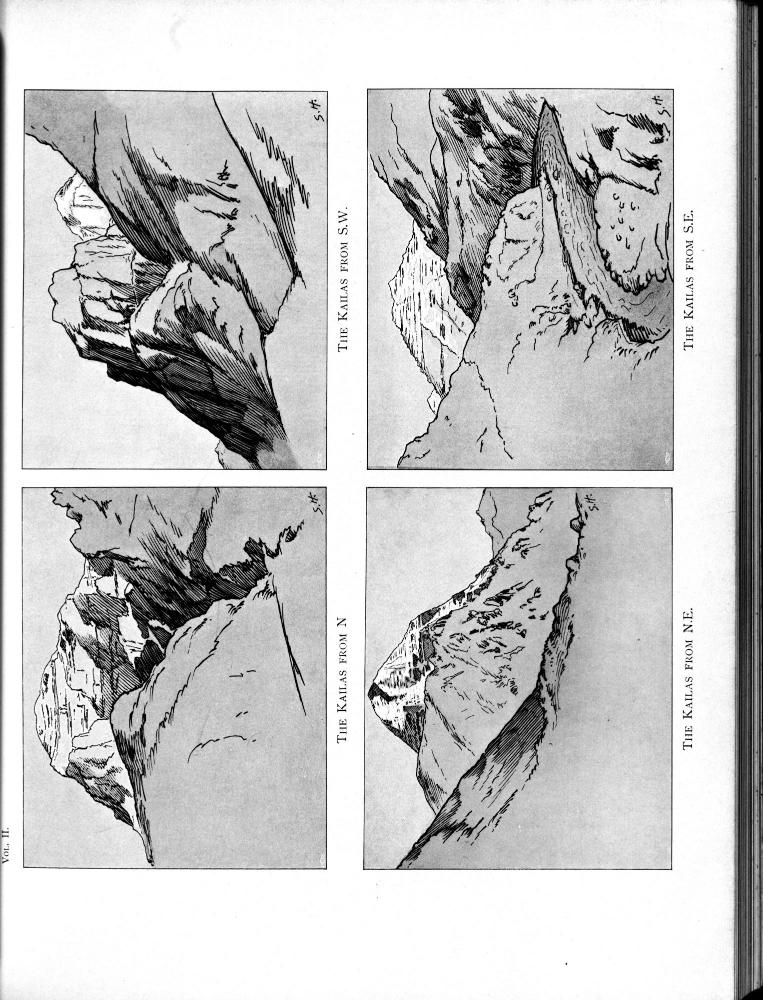 VOL. II.
S.H.
THE KAILAS FROM N
S.H.
THE KAILAS FROM S.W.
S.H.
THE KAILAS FROM N.E.
S.H.
THE KAILAS FROM S.E.